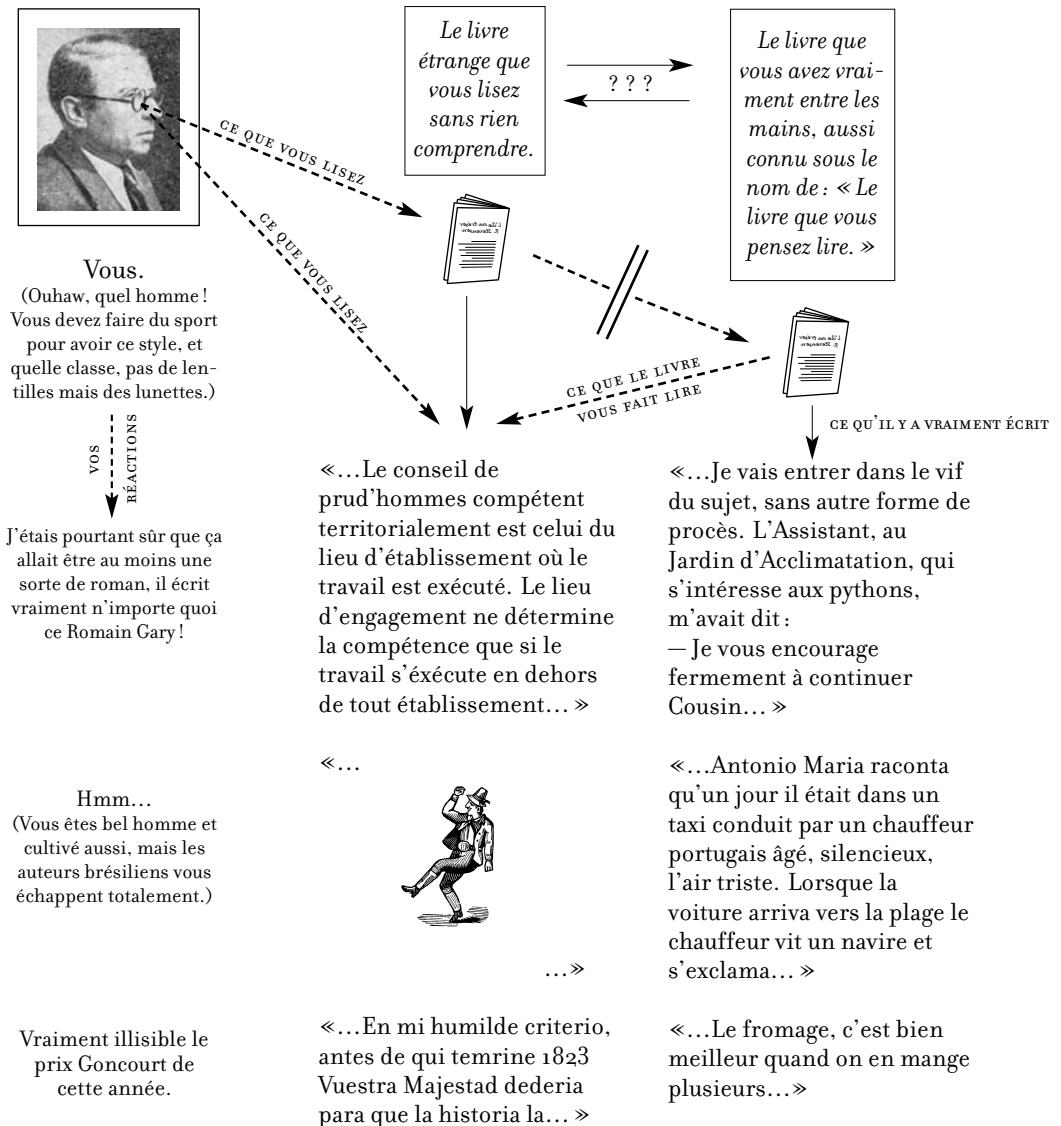 Le livre
étrange que
vous lisez
sans rien
comprendre.
? ? ?
Le livre que
vous avez vrai-
ment entre les
mains, aussi
connu sous le
nom de : « Le
livre que vous
pensez lire. »
CE QUE VOUS LISEZ
CE QUE VOUS LISEZ
Vous.
(Ouhaw, quel homme !
Vous devez faire du sport
pour avoir ce style, et
quelle classe, pas de len-
tilles mais des lunettes.)
CE QUE LE LIVRE
VOUS FAIT LIRE
CE QU'IL Y A VRAIMENT ÉCRIT
VOS
RÉACTIONS
J'étais pourtant sûr que ça
allait être au moins une
sorte de roman, il écrit
vraiment n'importe quoi
ce Romain Gary !
«…Le conseil de
prud'hommes compétent
territorialement est celui du
lieu d'établissement où le
travail est exécuté. Le lieu
d'engagement ne détermine
la compétence que si le
travail s'éxécute en dehors
de tout établissement… »
«…Je vais entrer dans le vif
du sujet, sans autre forme de
procès. L'Assistant, au
Jardin d'Acclimatation, qui
s'intéresse aux pythons,
m'avait dit :
— Je vous encourage
fermement à continuer
Cousin… »
Hmm…
(Vous êtes bel homme et
cultivé aussi, mais les
auteurs brésiliens vous
échappent totalement.)
«…
…»
«…Antonio Maria raconta
qu'un jour il était dans un
taxi conduit par un chauffeur
portugais âgé, silencieux,
l'air triste. Lorsque la
voiture arriva vers la plage le
chauffeur vit un navire et
s'exclama… »
Vraiment illisible le
prix Goncourt de
cette année.
«…En mi humilde criterio,
antes de qui temrine 1823
Vuestra Majestad dederia
para que la historia la… »
«…Le fromage, c'est bien
meilleur quand on en mange
plusieurs…»